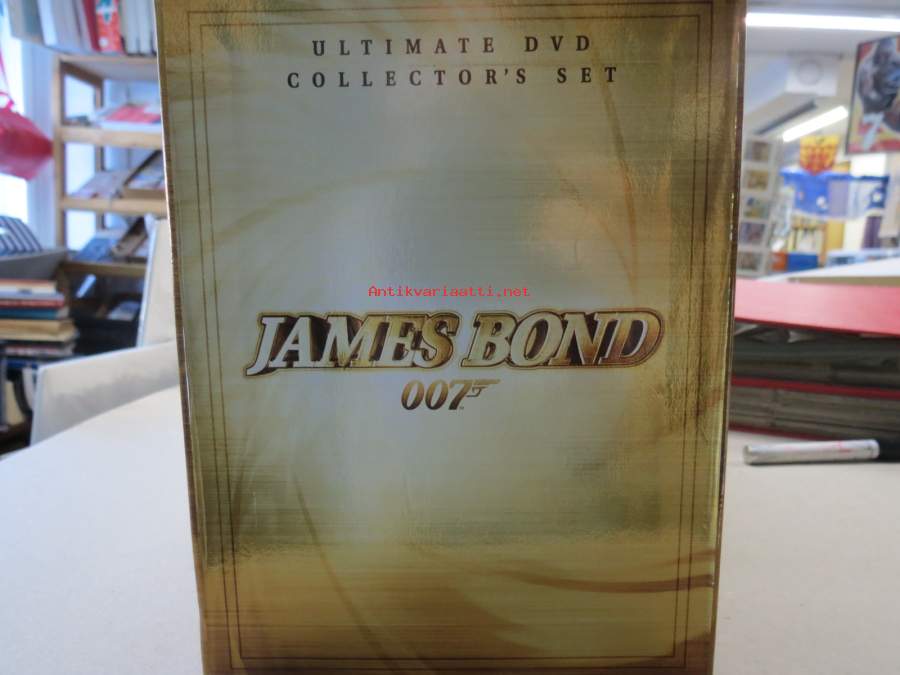 ULTIMATE DVD
COLLECTOR'S SET
Antikvariaatti.net
JAMES BOND
007